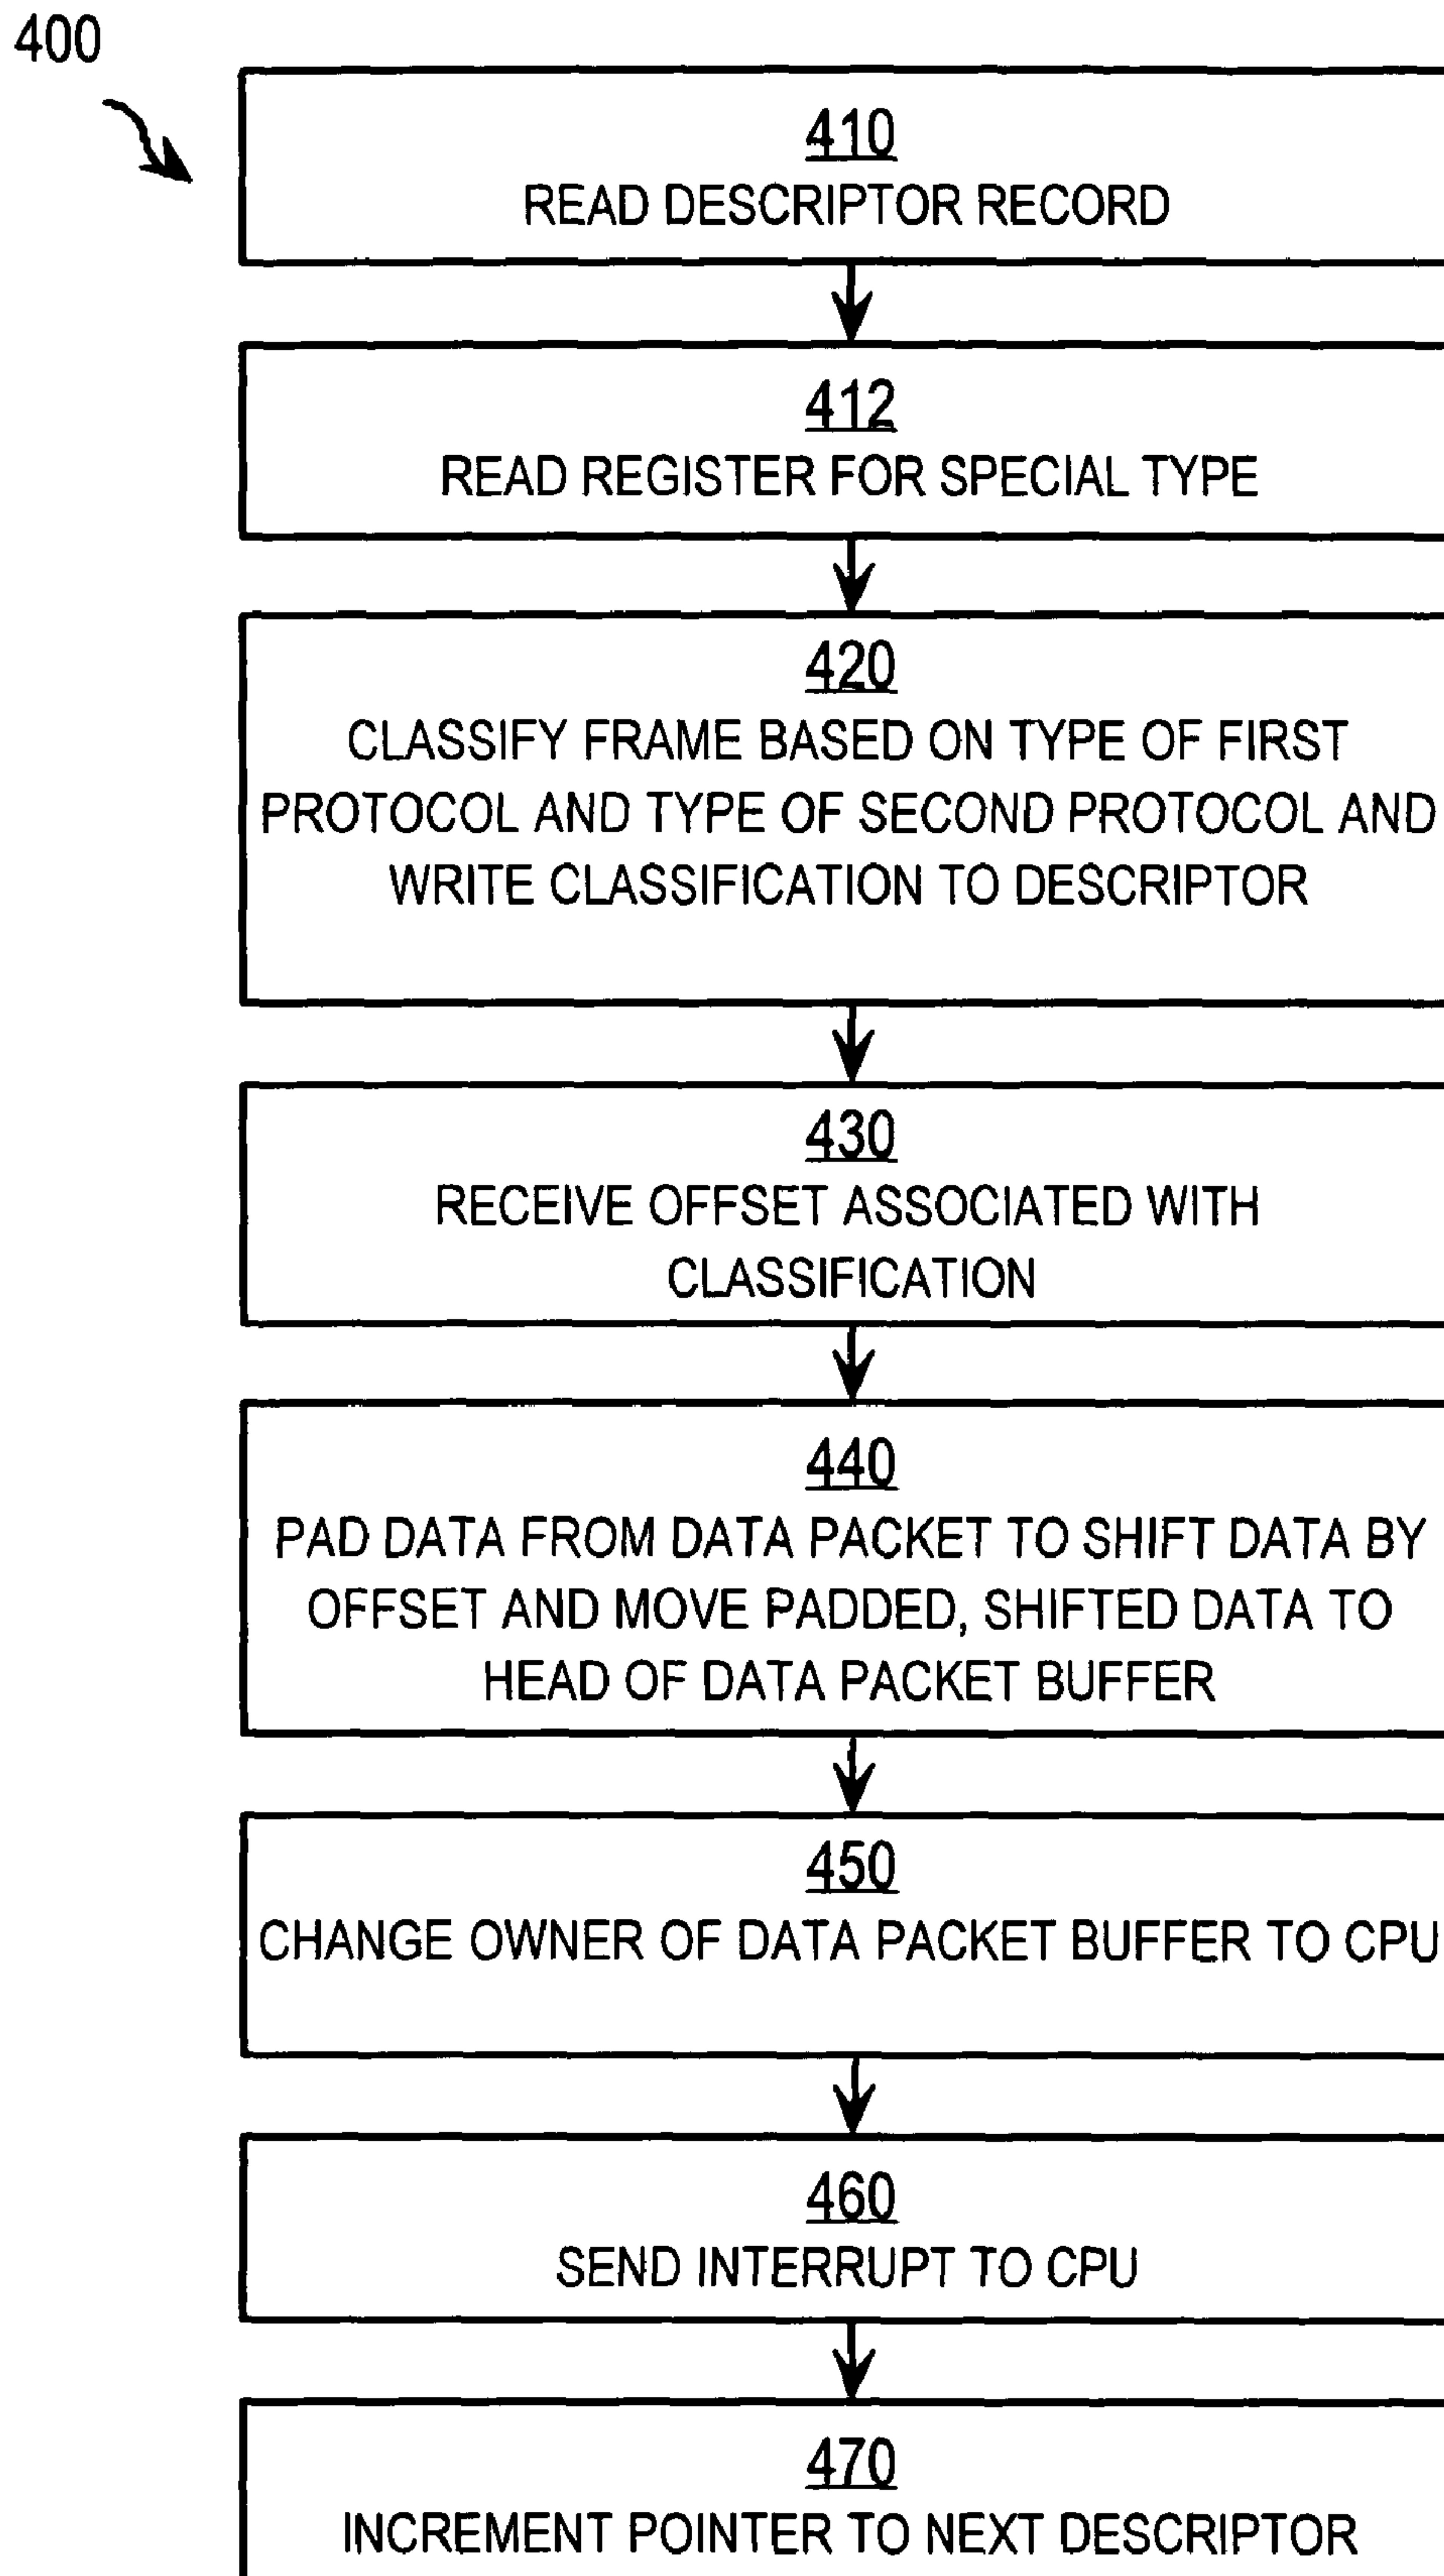 400
410
READ DESCRIPTOR RECORD
412
READ REGISTER FOR SPECIAL TYPE
420
CLASSIFY FRAME BASED ON TYPE OF FIRST
PROTOCOL AND TYPE OF SECOND PROTOCOL AND
WRITE CLASSIFICATION TO DESCRIPTOR
430
RECEIVE OFFSET ASSOCIATED WITH
CLASSIFICATION
440
PAD DATA FROM DATA PACKET TO SHIFT DATA BY
OFFSET AND MOVE PADDED, SHIFTED DATA TO
HEAD OF DATA PACKET BUFFER
450
CHANGE OWNER OF DATA PACKET BUFFER TO CPU
460
SEND INTERRUPT TO CPU
470
INCREMENT POINTER TO NEXT DESCRIPTOR